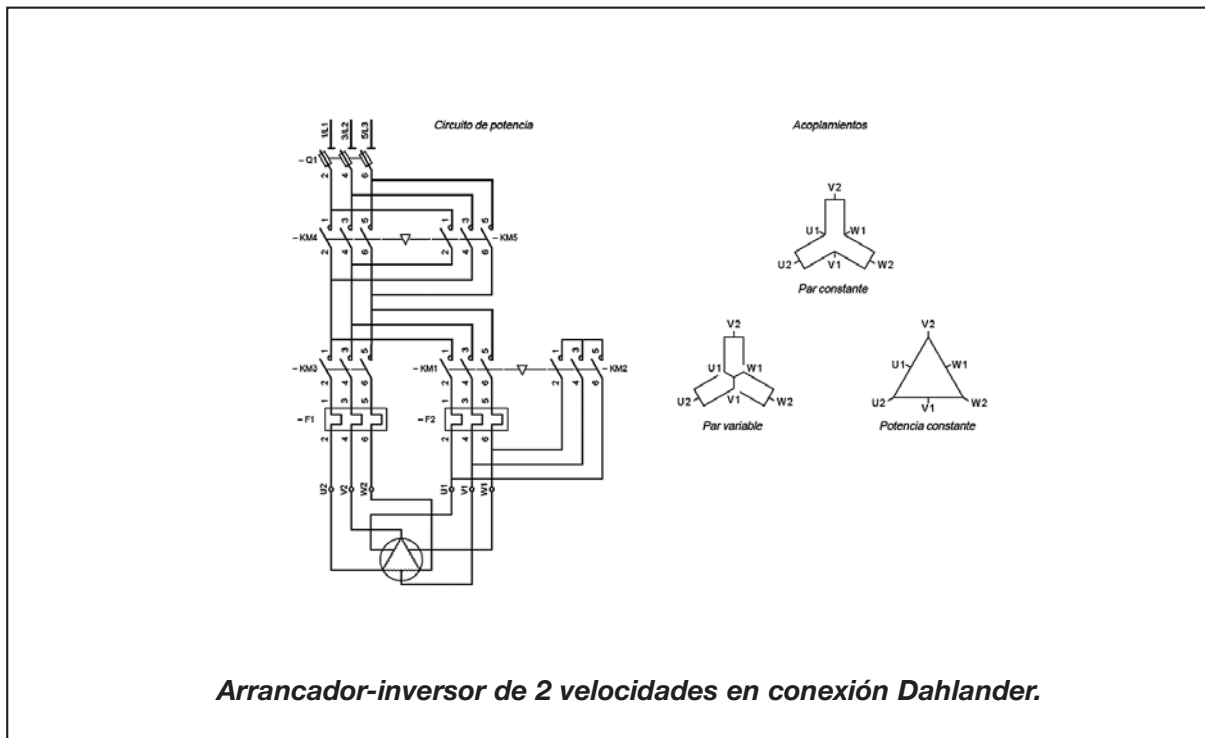 Circuito de potencia
Acoplamientos
1/L1 3/L2 5/L3
– Q1
2 4 6
1 3 5 1 3 5
– KM4 – KM5
2 4 6 2 4 6
1 3 5 1 3 5 1 3 5
– KM3 – KM1 – KM2
2 4 6 2 4 6 2 4 6
1 3 5 1 3 5
– F1 – F2
2 4 6 2 4 6
U2 V2 W2 U1 V1 W1
V2
U1 W1
U2 V1 W2
Par constante
V2
U1 W1
U2 V1 W2
Par variable
V2
U1 W1
U2 V1 W2
Potencia constante
Arrancador-inversor de 2 velocidades en conexión Dahlander.